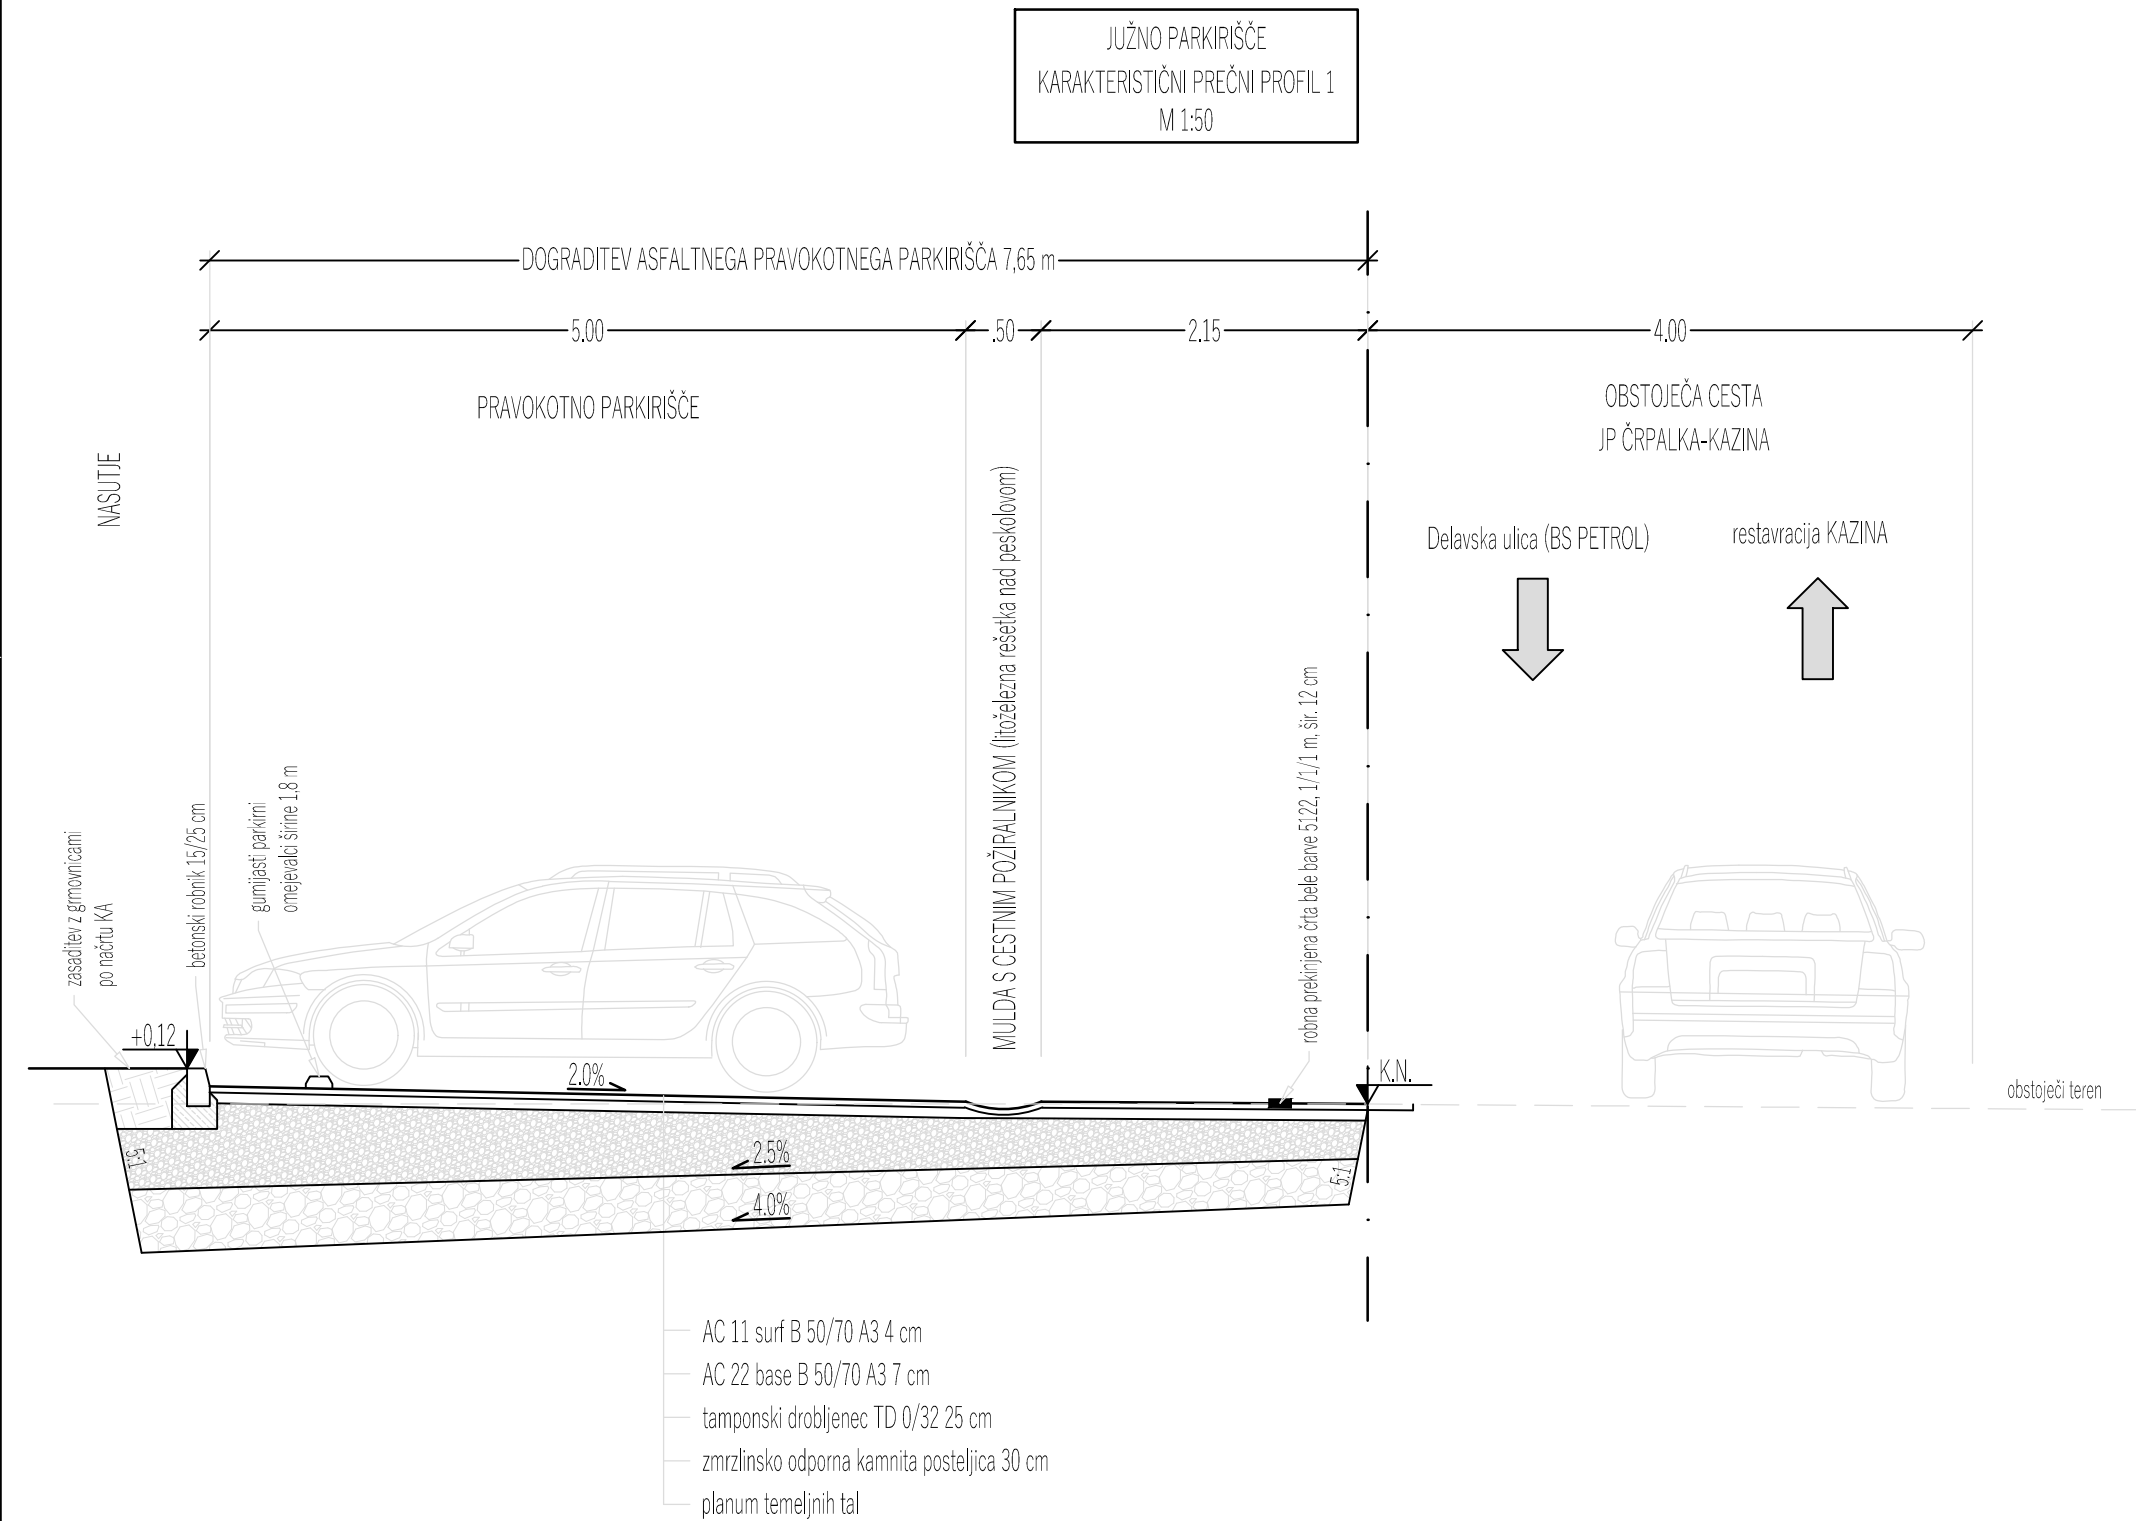 JUŽNO PARKIRIŠČE
KARAKTERISTIČNI PREČNI PROFIL 1
M 1:50
DOGRADITEV ASFALTNEGA PRAVOKOTNEGA PARKIRIŠČA 7,65 m
5.00
.50
2.15
4.00
PRAVOKOTNO PARKIRIŠČE
OBSTOJEČA CESTA
JP ČRPALKA-KAZINA
NASUTJE
Delavska ulica (BS PETROL)
restavracija KAZINA
MULDA S CESTNIM POŽIRALNIKOM (litoželezna rešetka nad peskolovom)
robna prekinjena črta bele barve 5122, 1/1/1 m, šir. 12 cm
zasaditev z grmovnicami
po načrtu KA
betonski robnik 15/25 cm
gumijasti parkirni
omejevalci širine 1,8 m
+0,12
2.0%
K.N.
obstoječi teren
5:1
2.5%
5:1
4.0%
AC 11 surf B 50/70 A3 4 cm
AC 22 base B 50/70 A3 7 cm
tamponski drobljenec TD 0/32 25 cm
zmrzlinsko odporna kamnita posteljica 30 cm
planum temeljnih tal